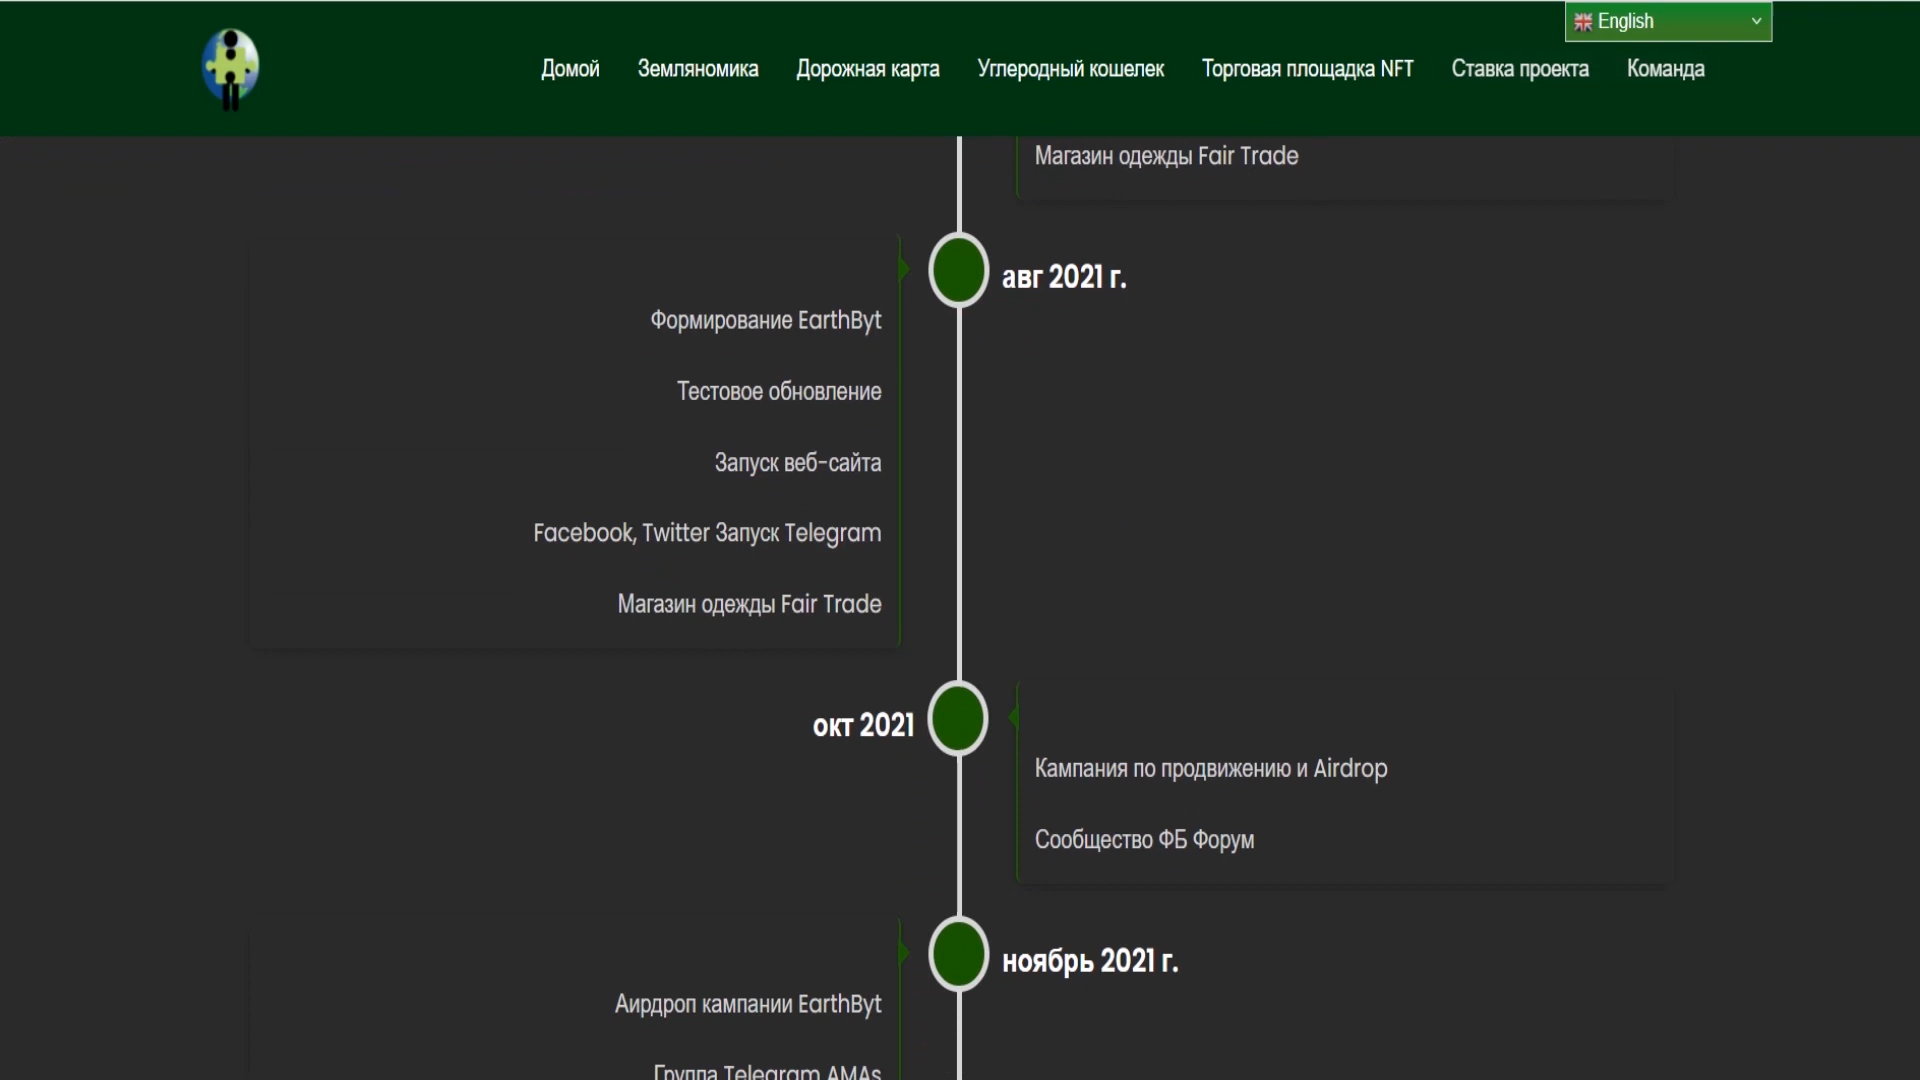 English
Домой
Земляномика
Дорожная карта
Углеродный кошелек
Торговая площадка NFT
Ставка проекта
Команда
Магазин одежды Fair Trade
авг 2021 г.
Формирование EarthByt
Тестовое обновление
Запуск веб-сайта
Facebook, Twitter Запуск Telegram
Магазин одежды Fair Trade
окт 2021
Кампания по продвижению и Airdrop
Сообщество ФБ Форум
ноябрь 2021 г.
Аирдроп кампании EarthByt
Группа Telegram AMAs